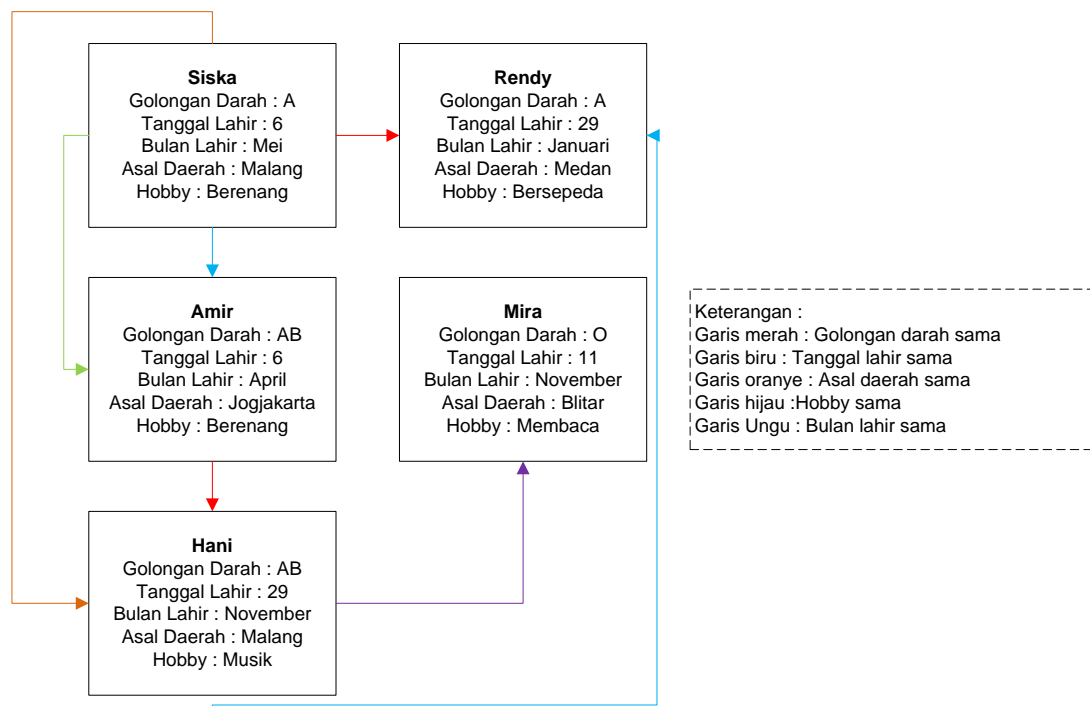 Siska
Golongan Darah : A
Tanggal Lahir : 6
Bulan Lahir : Mei
Asal Daerah : Malang
Hobby : Berenang
Rendy
Golongan Darah : A
Tanggal Lahir : 29
Bulan Lahir : Januari
Asal Daerah : Medan
Hobby : Bersepeda
Amir
Golongan Darah : AB
Tanggal Lahir : 6
Bulan Lahir : April
Asal Daerah : Jogjakarta
Hobby : Berenang
Mira
Golongan Darah : O
Tanggal Lahir : 11
Bulan Lahir : November
Asal Daerah : Blitar
Hobby : Membaca
Keterangan :
Garis merah : Golongan darah sama
Garis biru : Tanggal lahir sama
Garis oranye : Asal daerah sama
Garis hijau :Hobby sama
Garis Ungu : Bulan lahir sama
Hani
Golongan Darah : AB
Tanggal Lahir : 29
Bulan Lahir : November
Asal Daerah : Malang
Hobby : Musik